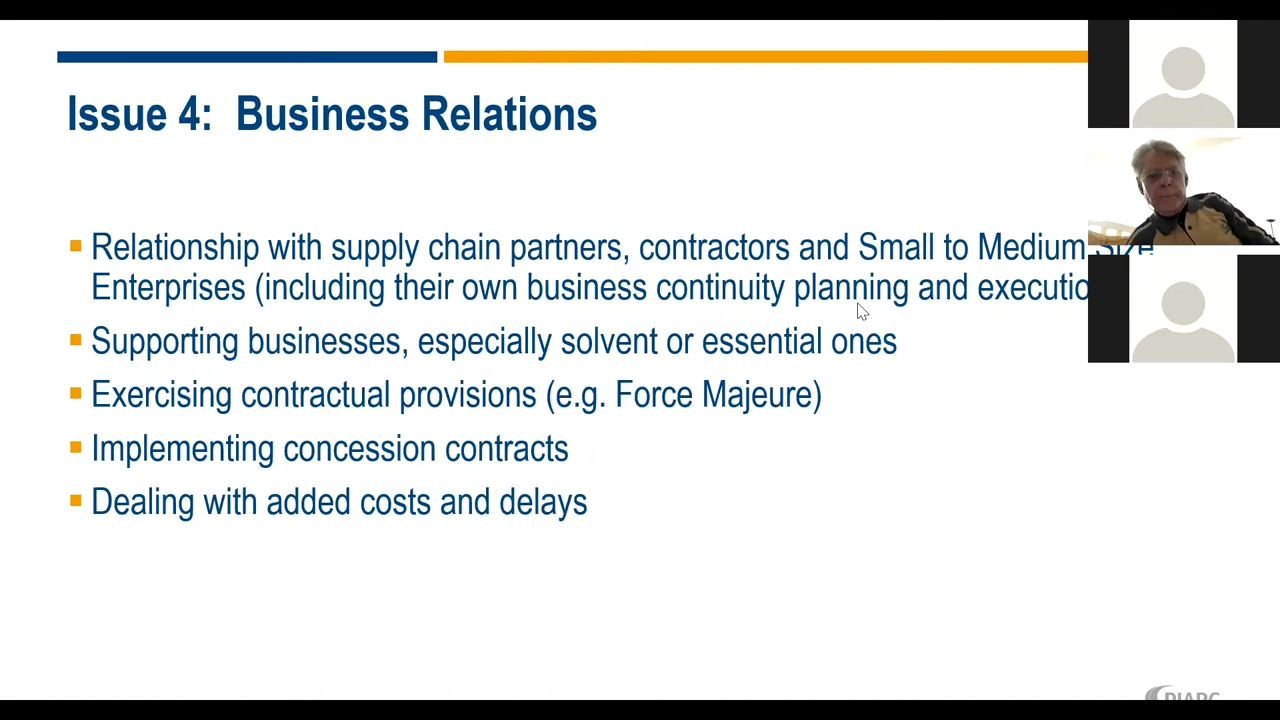 Issue 4: Business Relations
Relationship with supply chain partners, contractors and Small to Medium Size
Enterprises (including their own business continuity planning and executio
Supporting businesses, especially solvent or essential ones
Exercising contractual provisions (e.g. Force Majeure)
Implementing concession contracts
Dealing with added costs and delays
PIARC